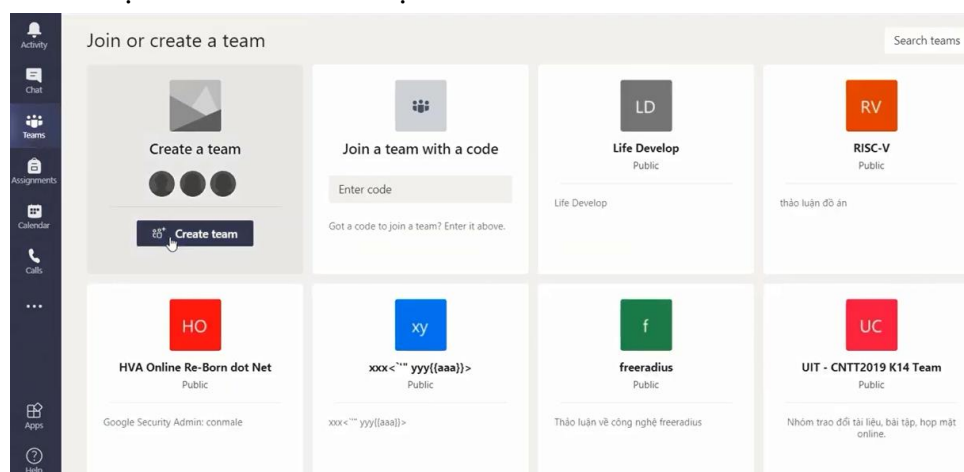 Activity
Chat
Teams
Assignments
Calendar
Calls
Apps
Help
Join or create a team
Search teams
Create a team
Create team
Join a team with a code
Enter code
Got a code to join a team? Enter it above.
LD
Life Develop
Public
Life Develop
RV
RISC-V
Public
thảo luận đồ án
HO
HVA Online Re-Born dot Net
Public
Google Security Admin: conmale
xy
xxx<`'" yyy{{aaa}}>
Public
xxx<`'" yyy{{aaa}}>
f
freeradius
Public
Thảo luận về công nghệ freeradius
UC
UIT - CNTT2019 K14 Team
Public
Nhóm trao đổi tài liệu, bài tập, họp mặt
online.